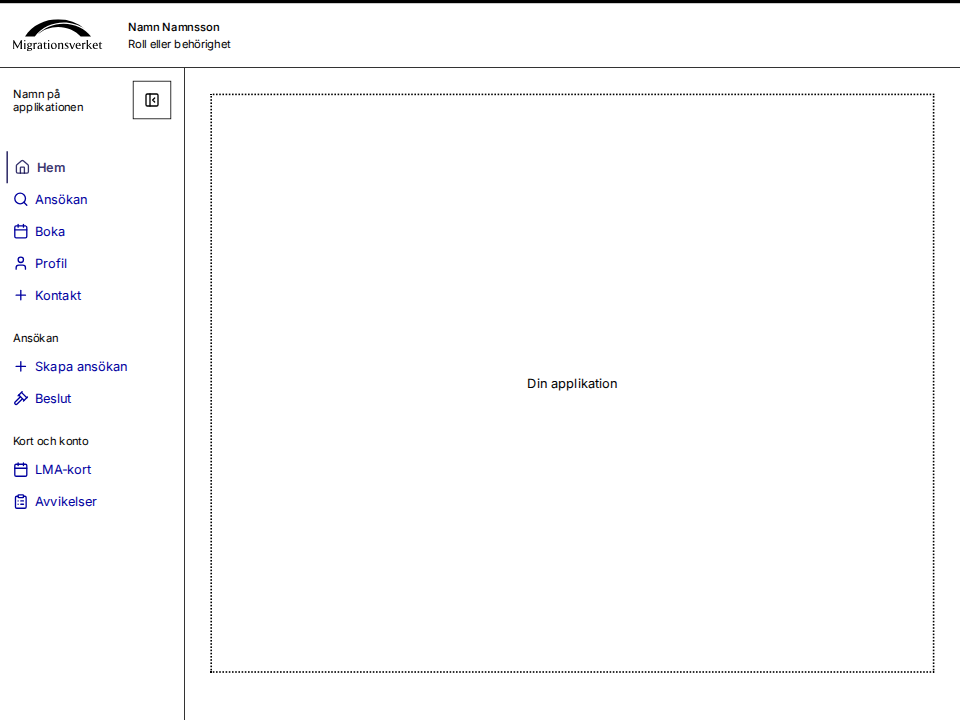 Migrationsverket
Namn Namnsson
Roll eller behörighet
Namn på
applikationen
Hem
Ansökan
Boka
Profil
Kontakt
Ansökan
Skapa ansökan
Beslut
Kort och konto
LMA-kort
Avvikelser
Din applikation